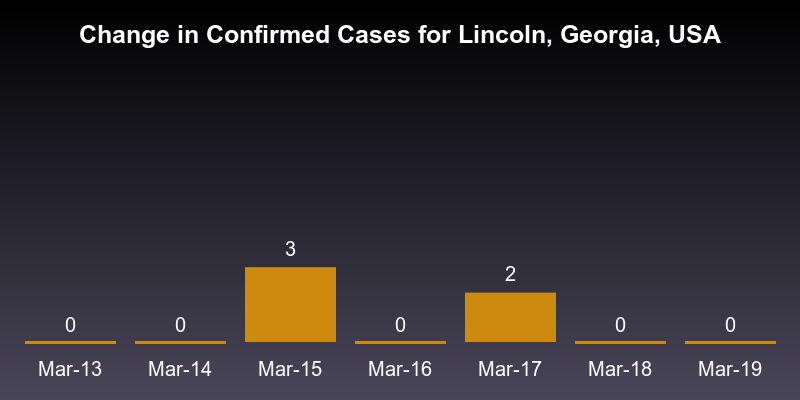 Change in Confirmed Cases for Lincoln, Georgia, USA
0 0 3 0 2 0 0
Mar-13 Mar-14 Mar-15 Mar-16 Mar-17 Mar-18 Mar-19